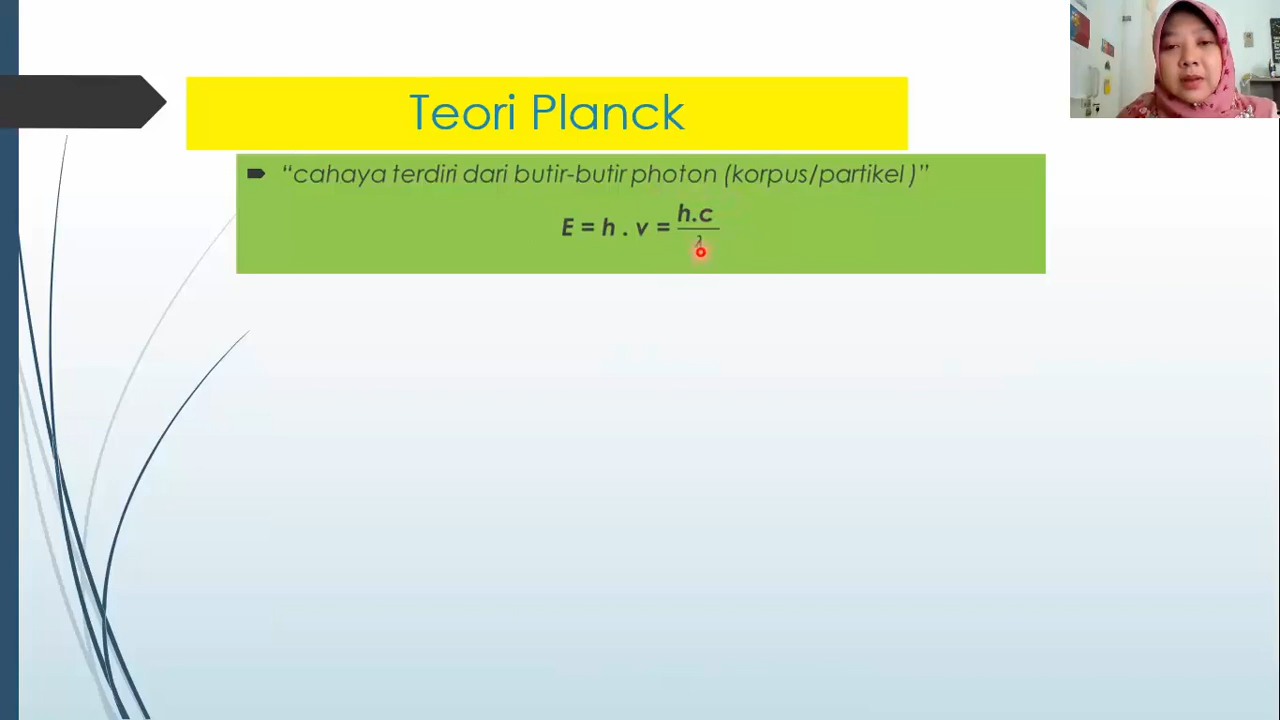 Teori Planck
“cahaya terdiri dari butir-butir photon (korpus/partikel )”
E = h . v = h.c / λ